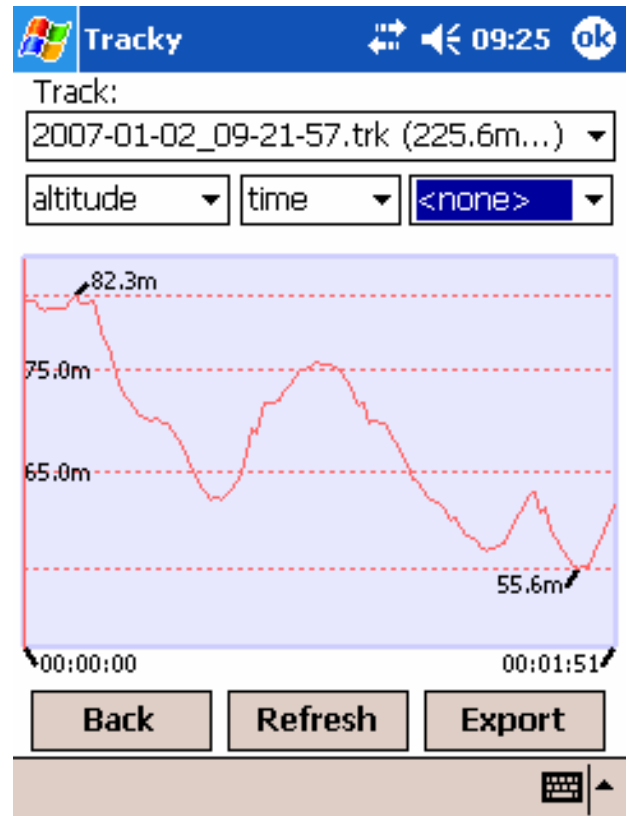 Tracky 09:25 ok
Track:
2007-01-02_09-21-57.trk (225.6m...)
altitude time <none>
82.3m
75.0m
65.0m
55.6m
00:00:00 00:01:51
Back Refresh Export